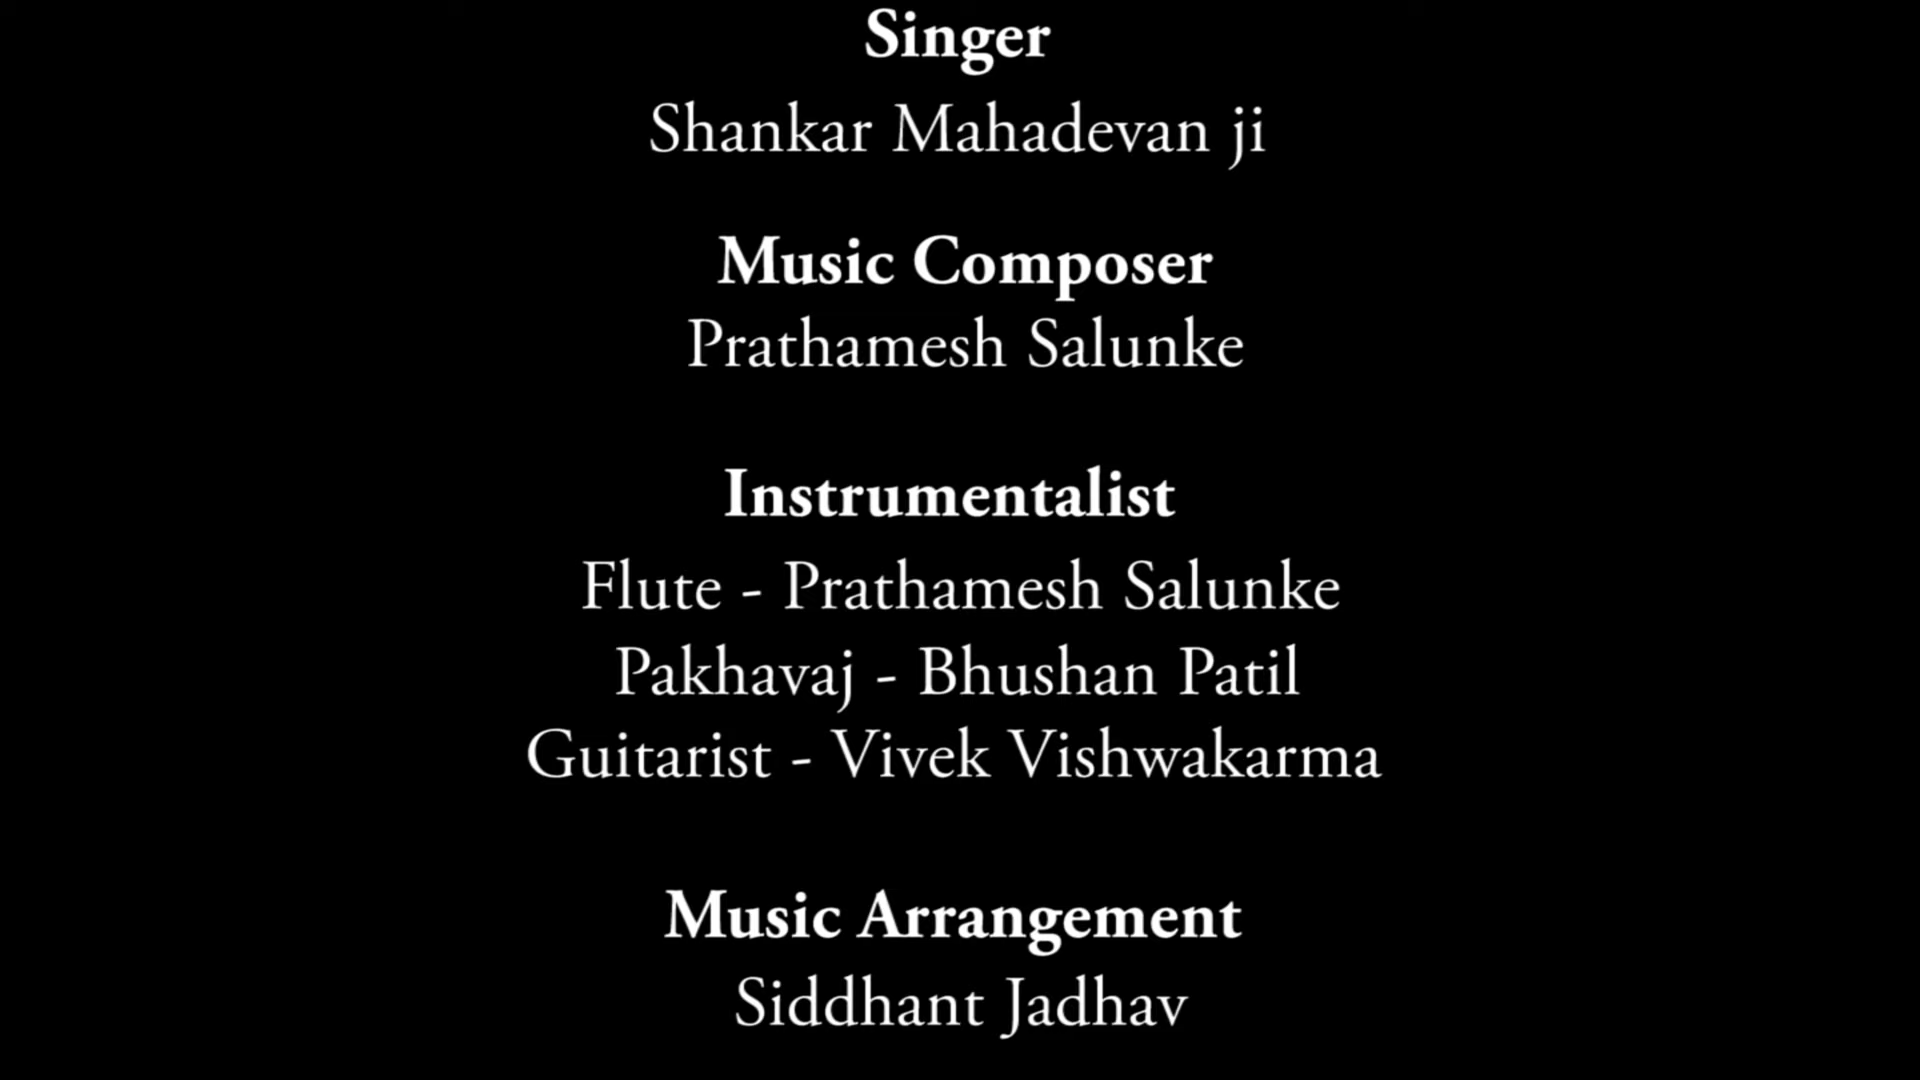 Singer
Shankar Mahadevan ji
Music Composer
Prathamesh Salunke
Instrumentalist
Flute - Prathamesh Salunke
Pakhavaj - Bhushan Patil
Guitarist - Vivek Vishwakarma
Music Arrangement
Siddhant Jadhav